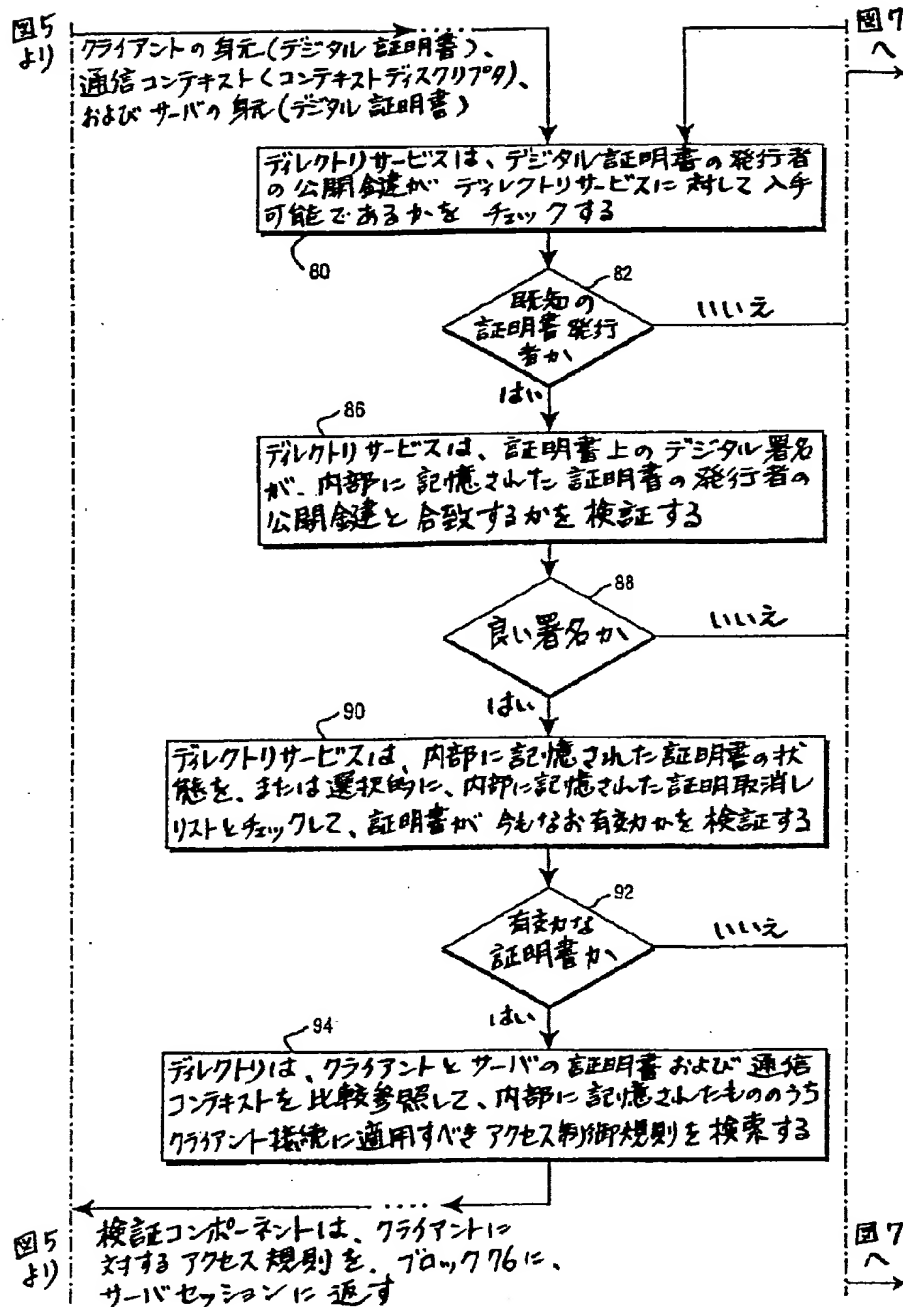 図5
より
クライアントの身元(デジタル証明書)、
通信コンテキスト(コンテキストディスクリプタ)、
および サーバの身元(デジタル証明書)
図7
へ
ディレクトリサービスは、デジタル証明書の発行者
の公開鍵が ディレクトリサービスに対して入手
可能であるかを チェックする
80
82
既知の
証明書発行
者か
いいえ
はい
86
ディレクトリサービスは、証明書上のデジタル署名
が、内部に記憶された証明書の発行者の
公開鍵と合致するかを検証する
88
良い署名か
いいえ
はい
90
ディレクトリサービスは、内部に記憶された証明書の状
態を、または選択的に、内部に記憶された証明取消し
リストとチェックして、証明書が今もなお有効かを検証する
92
有効な
証明書か
いいえ
はい
94
ディレクトリは、クライアントとサーバの証明書および通信
コンテキストを比較参照して、内部に記憶されたもののうち
クライアント接続に適用すべきアクセス制御規則を検索する
図5
より
検証コンポーネントは、クライアントに
対するアクセス規則を、ブロック76に、
サーバセッションに返す
図7
へ